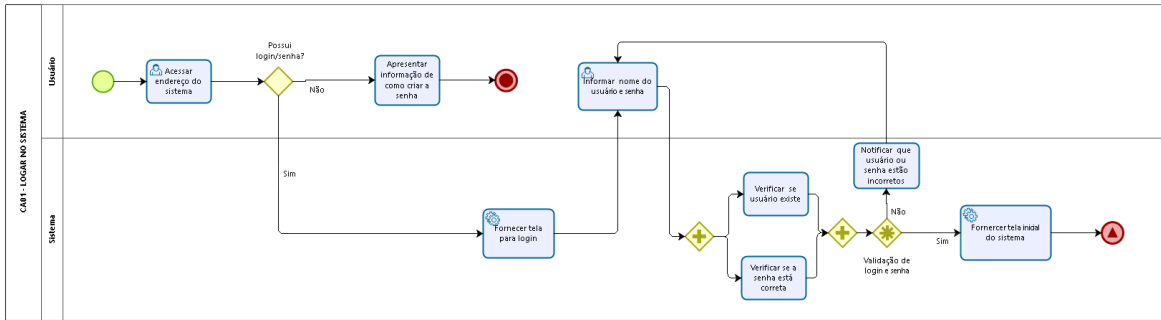 CA01 - LOGAR NO SISTEMA
Usuário
Acessar
endereço do
sistema
Possui
login/senha?
Não
Apresentar
informação de
como criar a
senha
Sim
Informar nome do
usuário e senha
Sistema
Fornecer tela
para login
Verificar se
usuário existe
Verificar se a
senha está
correta
Notificar que
usuário ou
senha estão
incorretos
Não
Validação de
login e senha
Sim
Fornercer tela inicial
do sistema